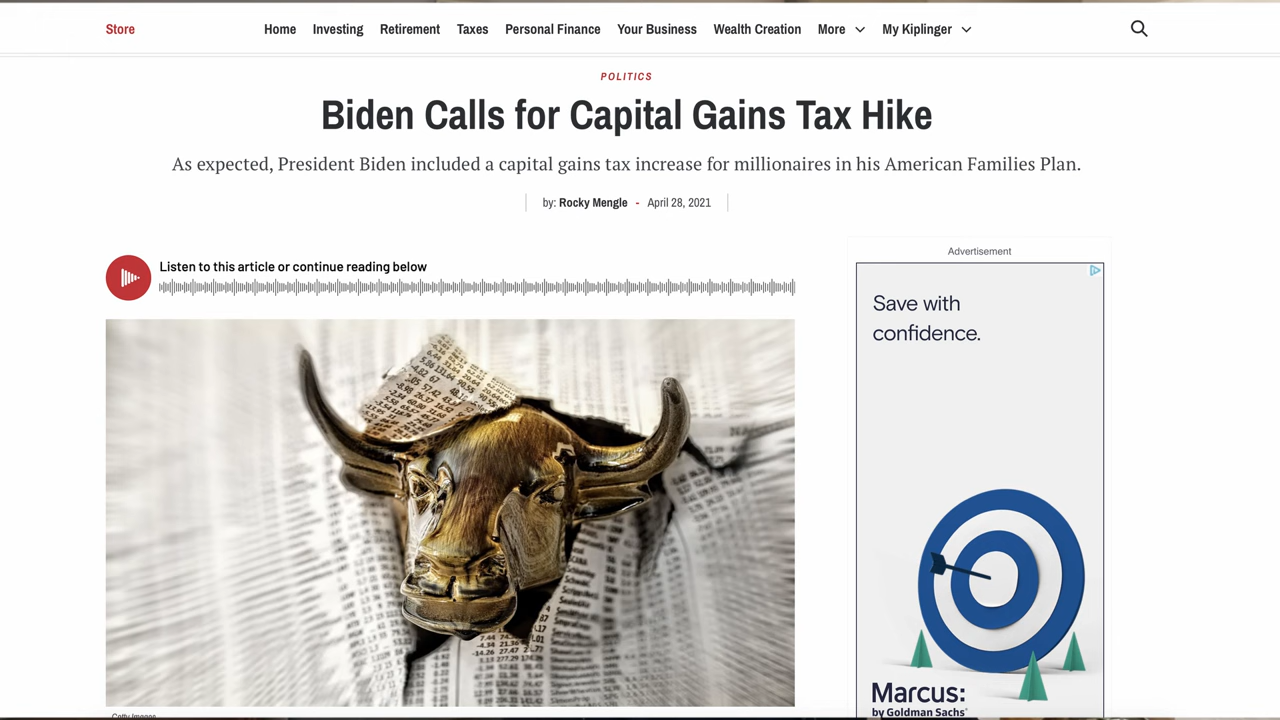 Store Home Investing Retirement Taxes Personal Finance Your Business Wealth Creation More My Kiplinger
POLITICS
Biden Calls for Capital Gains Tax Hike
As expected, President Biden included a capital gains tax increase for millionaires in his American Families Plan.
by: Rocky Mengle - April 28, 2021
Listen to this article or continue reading below
Advertisement
Save with
confidence.
Marcus:
by Goldman Sachs®
Getty Images